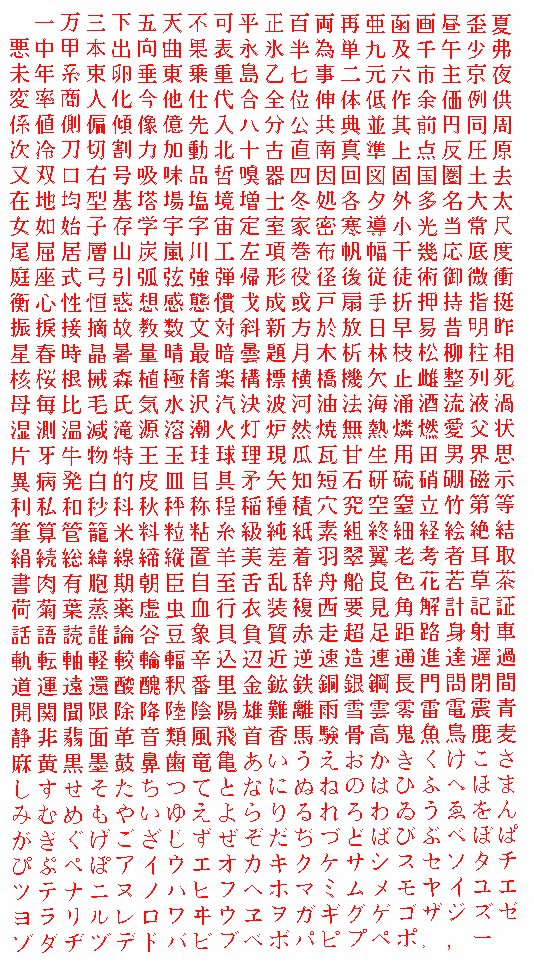 一万三下五天不可平正百両再亜函画昼歪夏
悪中甲本出向曲果表永半為単九及千午少弗
未年系束卵垂東乗重島七事二元六市主京夜
変率商人化今他仕代乙全位伸体低作余価例供
係値側偏傾像億先合八十分公共典並其前円同周
次冷刀切割力加動北匕古直南真準上点反圧原
又双口右号吸味品哲嗅器四因回図固国圏土去
在地均型基塔場塩境増士冬処各夕外多大太
女如始子存学宇宙定室家密寒導小光名当常尺
尾居層山炭嵐川工左項巻布帆幅干幾応底度
庭座式弓引弧弦強弾帰形役径後従徒術御微衝
衡心性恒惑想感態慣戈成或戸扇手折押持指挺
振捩接摘故教数文対斜新方於放日早易昔明昨
星春時晶暑量晴最暗曇題月木析林枝松柳柱相
核桜根械森植極楕楽構標横橋機欠止雌整列死
母毎比毛氏気水沢汽決波河油法海涌酒流液渦
湿測温減滝源溶潮火灯炉然焼無熱燐燃愛父状
片牙牛物特王玉珪球理現瓜瓦甘生用田男界思
異病発白的皮皿目具矛矢知短石研硫硝硼磁示
利私和秒科秋秤称程稲種積穴究空窒立竹第等
筆算管籠米料粒粘糸級純紙素組終細経絵絶結
絹続総緯線締縦置羊美差着羽翠翼老考者耳取
書肉有胞期朝臣自至舌乱辞舟船良色花若草茶
荷菊葉蒸薬虚虫血行衣装複西要見角解計記証
話語読誰論谷豆象貝負質赤走超足距路身射車
軌転軸軽較輪輻辛込辺近逆速造連通進達遅過
道運遠還酸醜釈番里金鉱鉄銅銀鋼長門問閉間
開関聞限除降陸陰陽雄離難雨雪雲零雷電震青
静非翡面革音類風飛首香馬験骨高鬼魚鳥鹿麦
麻黄黒墨鼓鼻歯竜亀あいうえおかきくけこさ
しすせそたちつてとなにぬねのはひふへほま
みむめもやゆよらりるれろわゐゑをん
がぎぐげござじずぜぞだぢづでどばびぶべぼぱ
ぴぷぺぽアイウエオカキクケコサシスセソタチ
ツテナニヌノハヒフヘホマミムメモヤイユエ
ヨラリルレロワヰウヱヲガギグゲゴザジズゼ
ゾダヂヅデドバビブベボパピプペポ。，ー